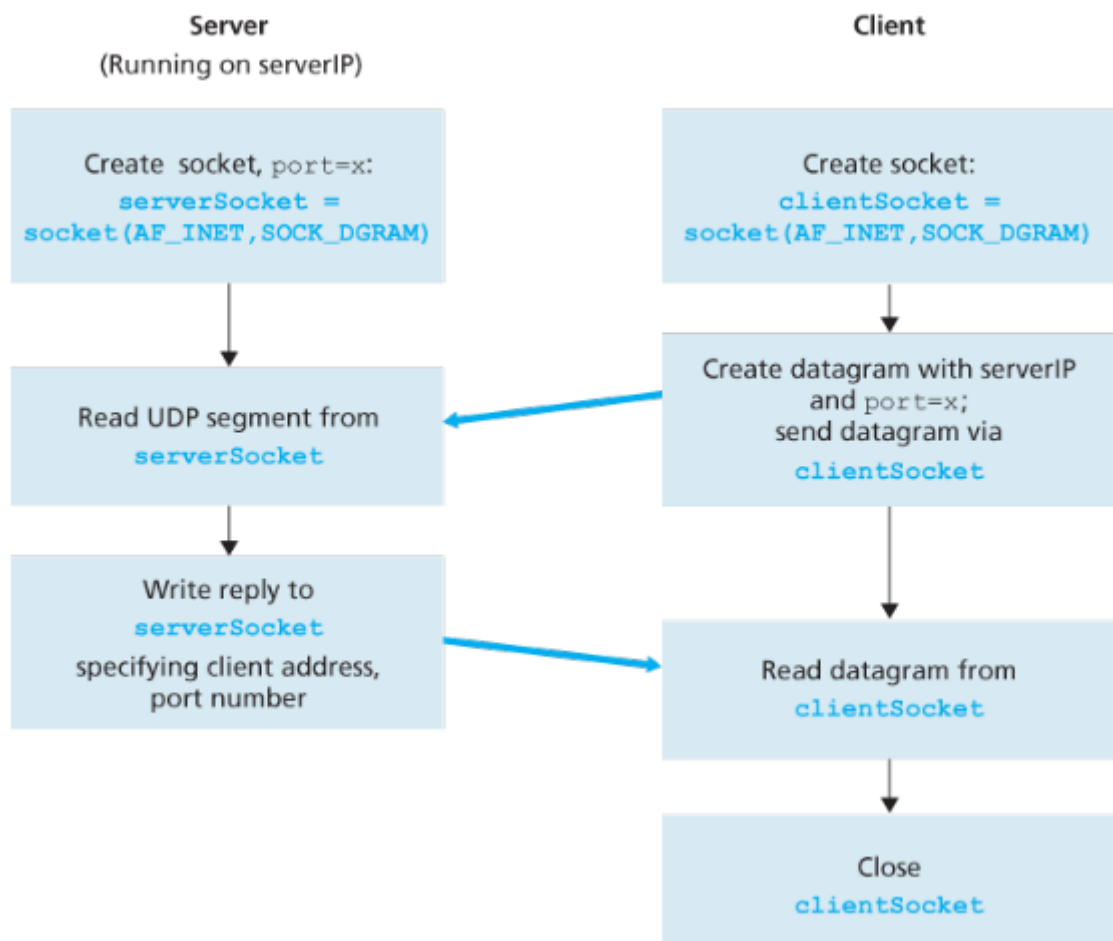 Server
(Running on serverIP)
Create socket, port=x:
serverSocket =
socket(AF_INET,SOCK_DGRAM)
Read UDP segment from
serverSocket
Write reply to
serverSocket
specifying client address,
port number
Client
Create socket:
clientSocket =
socket(AF_INET,SOCK_DGRAM)
Create datagram with serverIP
and port=x;
send datagram via
clientSocket
Read datagram from
clientSocket
Close
clientSocket